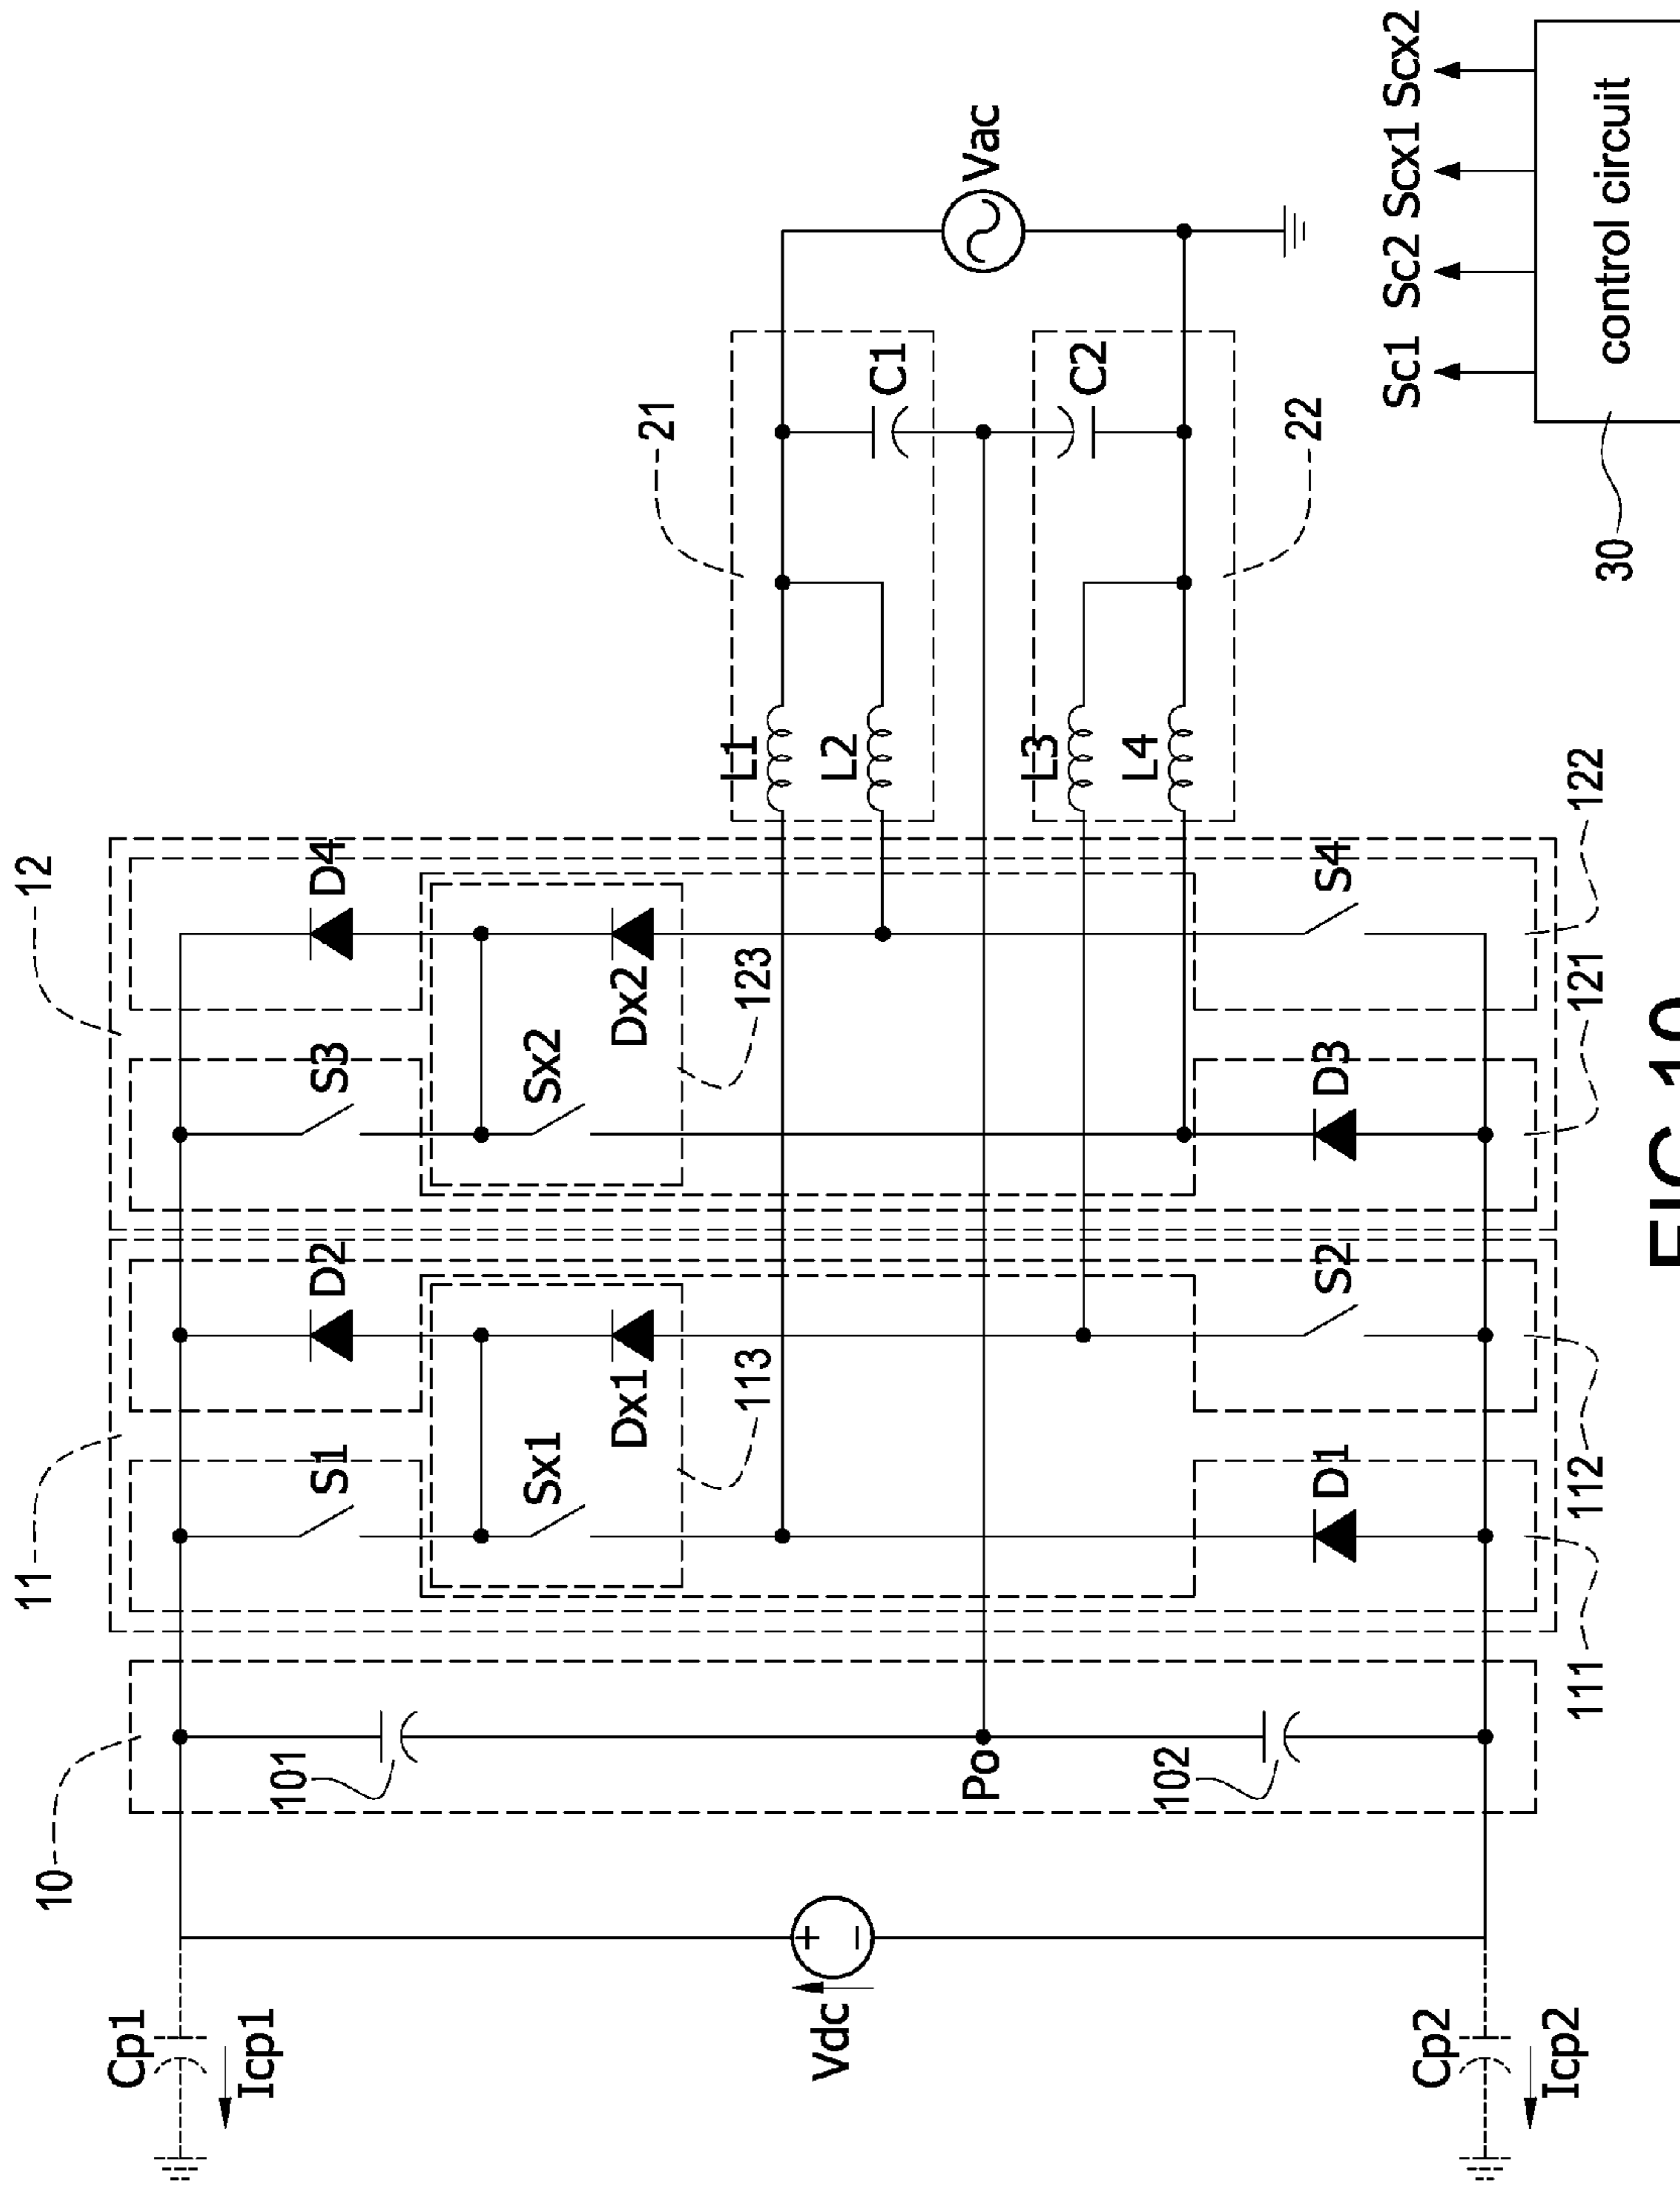 11
12
10
Cp1
Icp1
101
S1
D2
S3
D4
Sx1
Sx2
Dx1
Dx2
21
L1
113
123
Vdc
L2
C1
Po
Vac
L3
C2
L4
102
22
D1
S2
D3
S4
Sc1 Sc2 Scx1 Scx2
Cp2
Icp2
111
112
121
122
30
control circuit
FIG